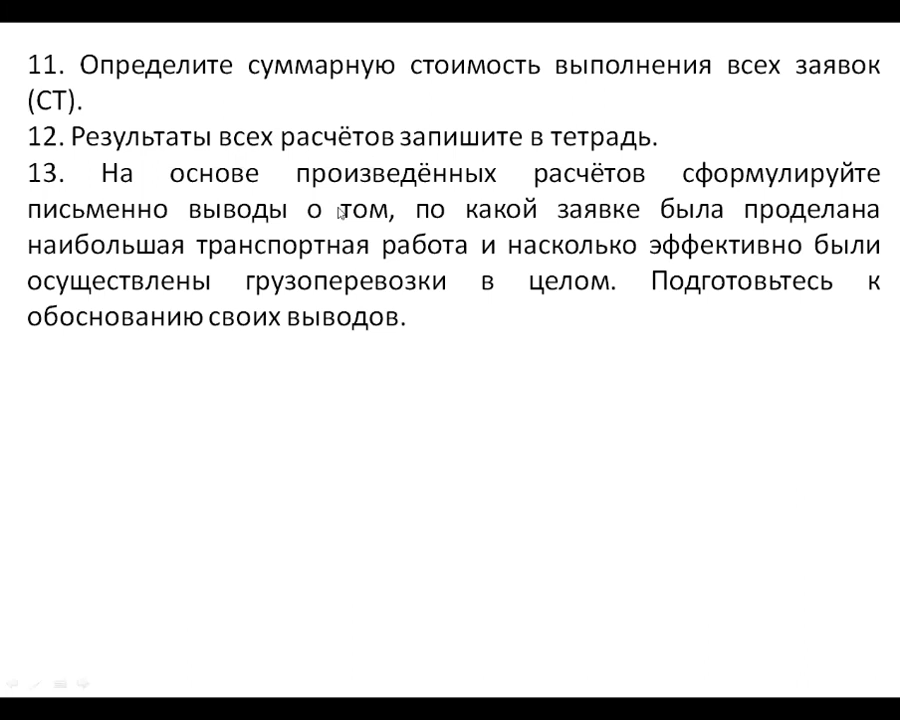 11. Определите суммарную стоимость выполнения всех заявок
(СТ).
12. Результаты всех расчётов запишите в тетрадь.
13. На основе произведённых расчётов сформулируйте
письменно выводы о том, по какой заявке была проделана
наибольшая транспортная работа и насколько эффективно были
осуществлены грузоперевозки в целом. Подготовьтесь к
обоснованию своих выводов.